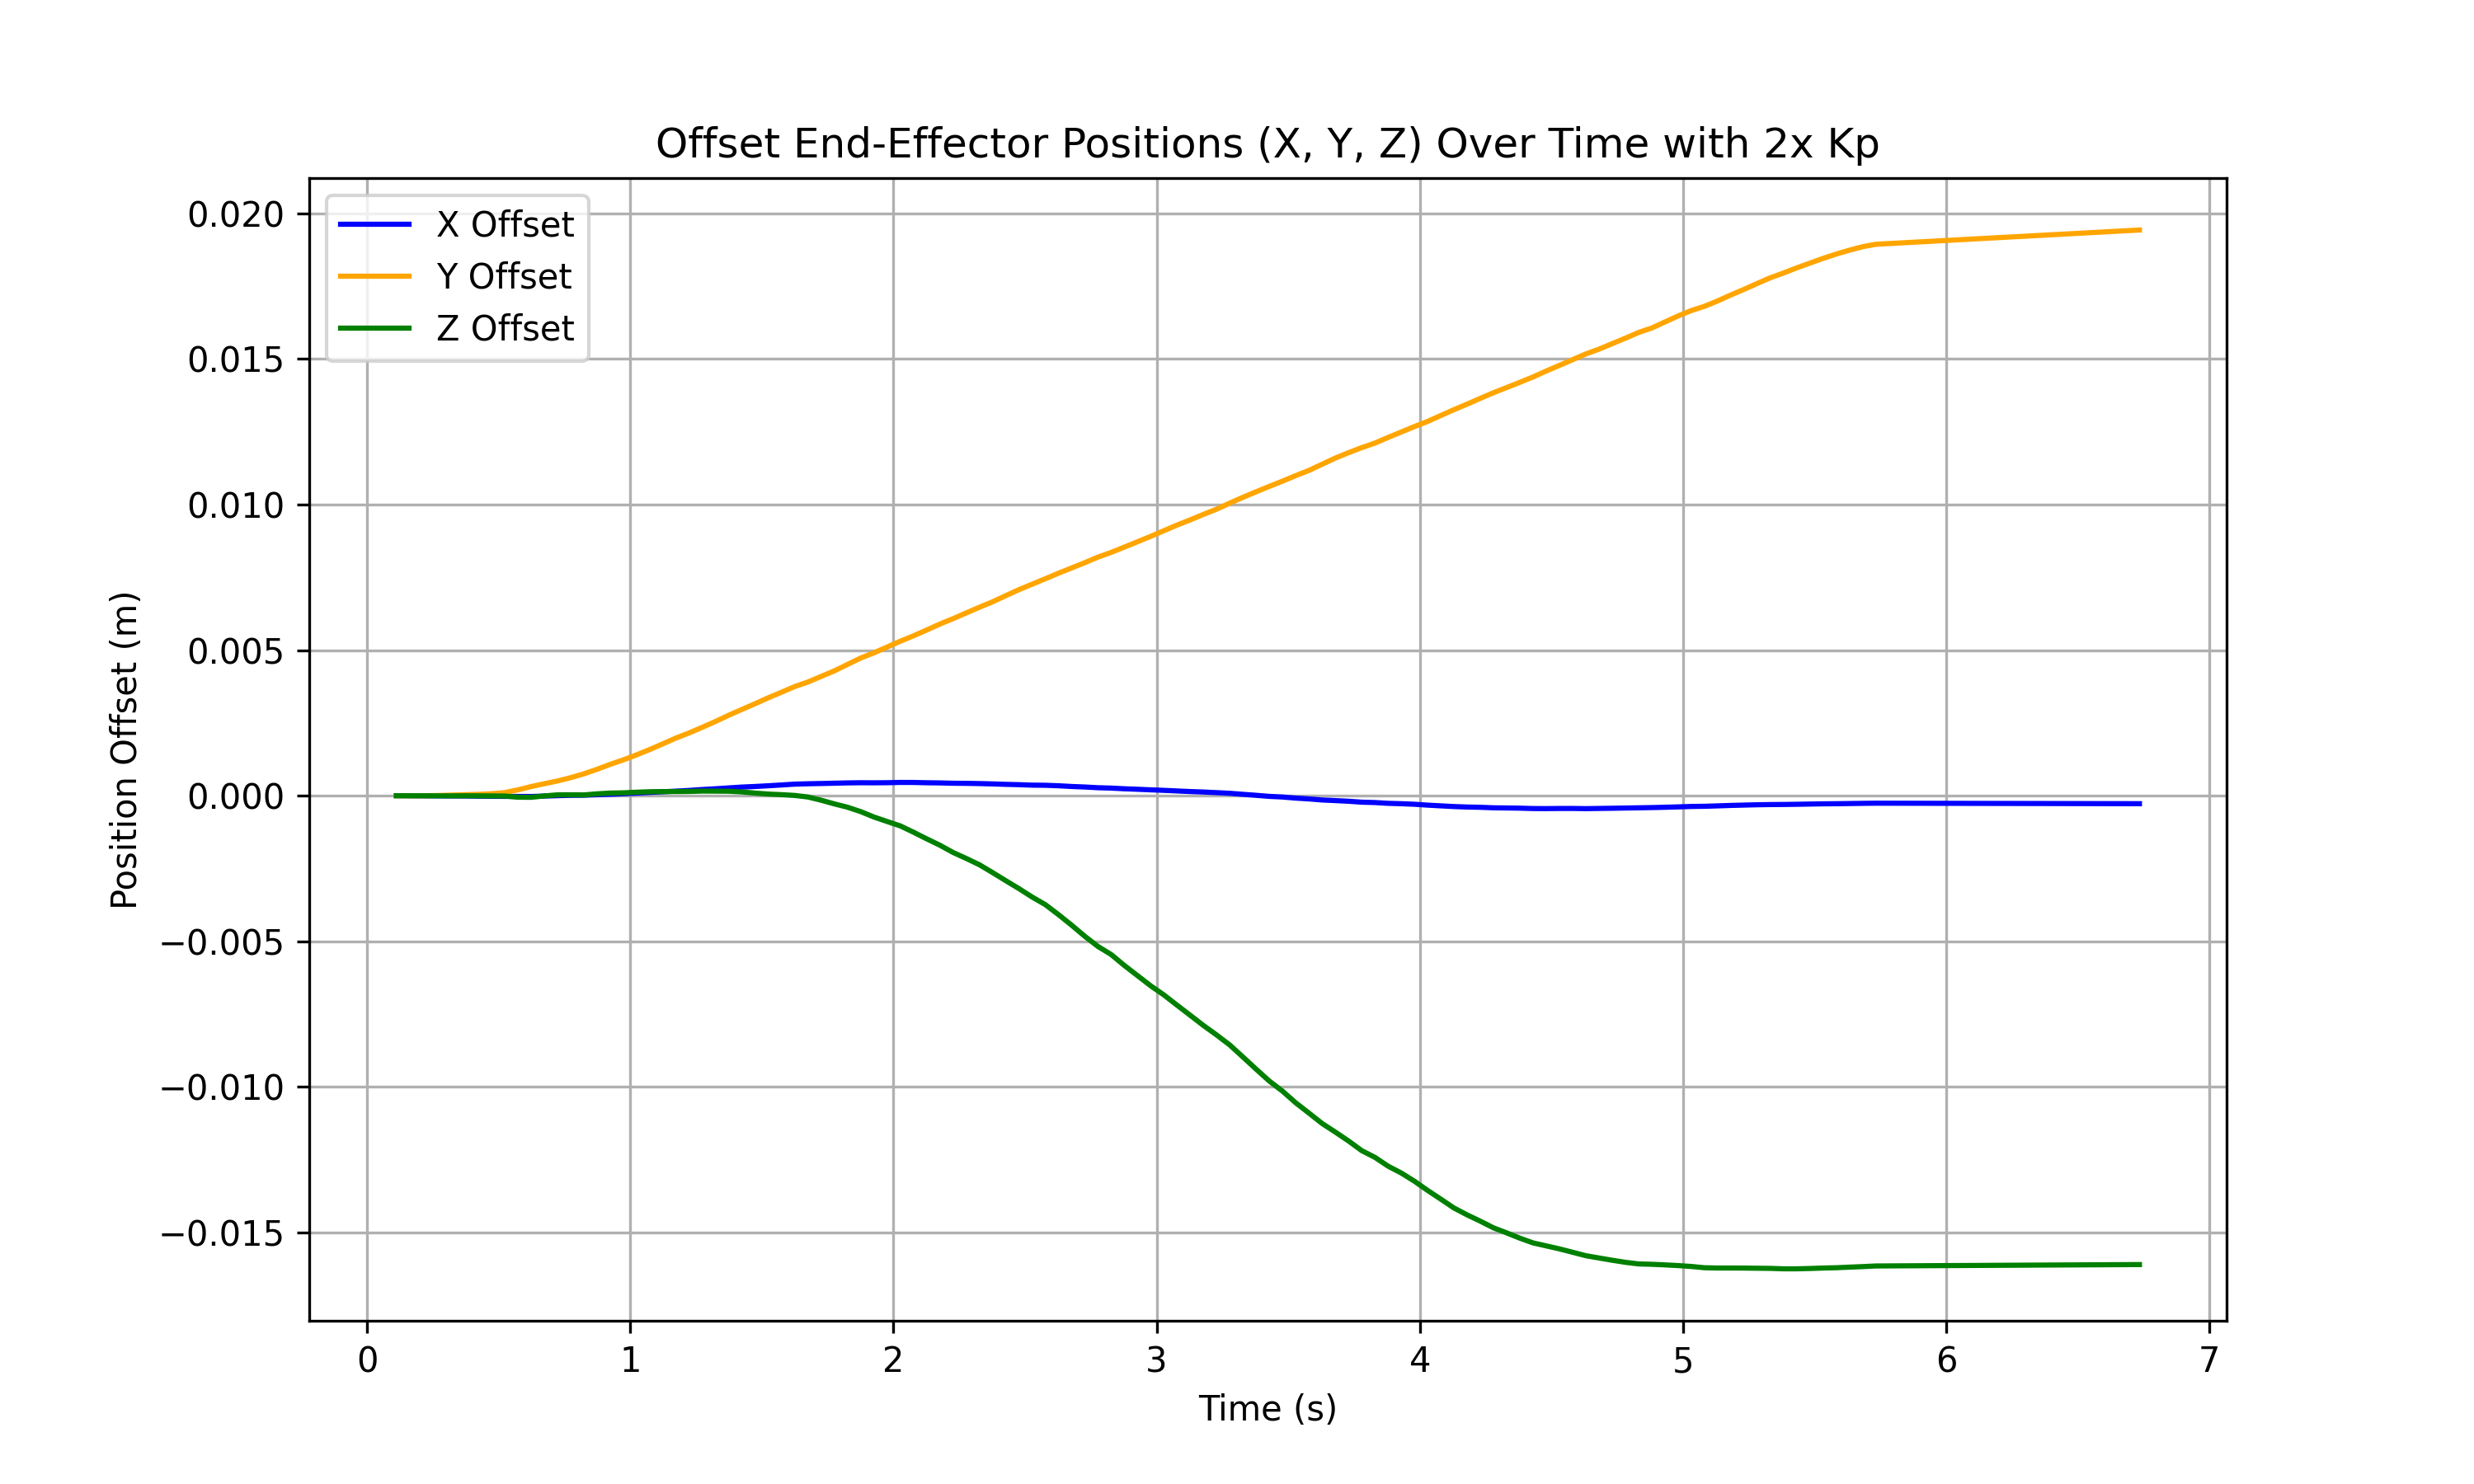 Offset End-Effector Positions (X, Y, Z) Over Time with 2x Kp
X Offset
Y Offset
Z Offset
0.020
0.015
0.010
0.005
0.000
−0.005
−0.010
−0.015
Position Offset (m)
0 1 2 3 4 5 6 7
Time (s)